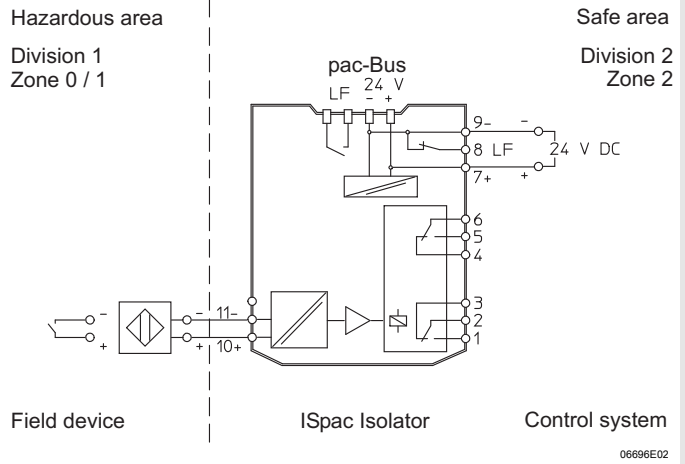 Hazardous area
Safe area
Division 1
Zone 0 / 1
Division 2
Zone 2
pac-Bus
LF 24 V
- +
9- -
8 LF 24 V DC
7+ +
6
5
4
3
2
1
- - 11-
+ + 10+
Field device
ISpac Isolator
Control system
06696E02